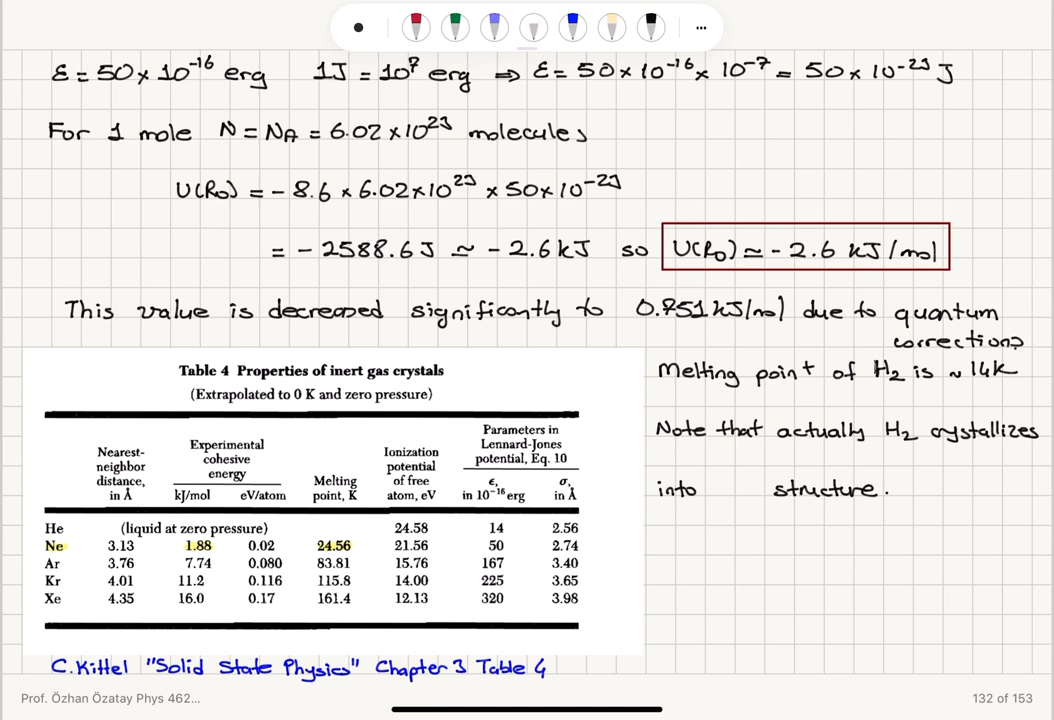 ε = 50 × 10⁻¹⁶ erg 1J = 10⁷ erg ⇒ ε = 50 × 10⁻¹⁶ × 10⁻⁷ = 50 × 10⁻²³ J
For 1 mole N = NA = 6.02 × 10²³ molecules
U(R₀) = - 8.6 × 6.02 × 10²³ × 50 × 10⁻²³
= - 2588.6 J ≃ - 2.6 kJ so U(R₀) ≃ - 2.6 kJ/mol
This value is decreased significantly to 0.751 kJ/mol due to quantum
corrections
Table 4 Properties of inert gas crystals
(Extrapolated to 0 K and zero pressure)
Nearest-neighbor distance, in Å Experimental cohesive energy Melting point, K Ionization potential of free atom, eV Parameters in Lennard-Jones potential, Eq. 10
kJ/mol eV/atom ϵ, in 10⁻¹⁶ erg σ, in Å
He (liquid at zero pressure) 24.58 14 2.56
Ne 3.13 1.88 0.02 24.56 21.56 50 2.74
Ar 3.76 7.74 0.080 83.81 15.76 167 3.40
Kr 4.01 11.2 0.116 115.8 14.00 225 3.65
Xe 4.35 16.0 0.17 161.4 12.13 320 3.98
C. Kittel "Solid State Physics" Chapter 3 Table 4
Melting point of H₂ is ~ 14K
Note that actually H₂ crystallizes
into structure.
Prof. Özhan Özatay Phys 462...
132 of 153